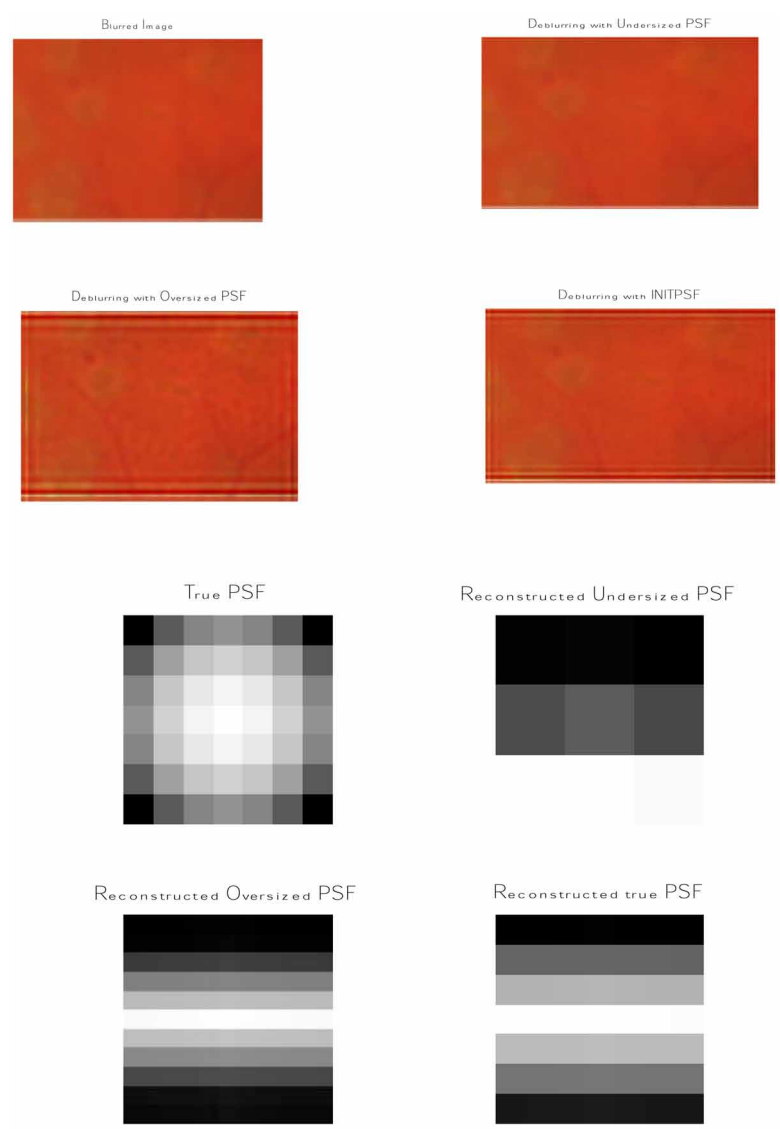 Blurred Image
Deblurring with Undersized PSF
Deblurring with Oversized PSF
Deblurring with INITPSF
True PSF
Reconstructed Undersized PSF
Reconstructed Oversized PSF
Reconstructed true PSF